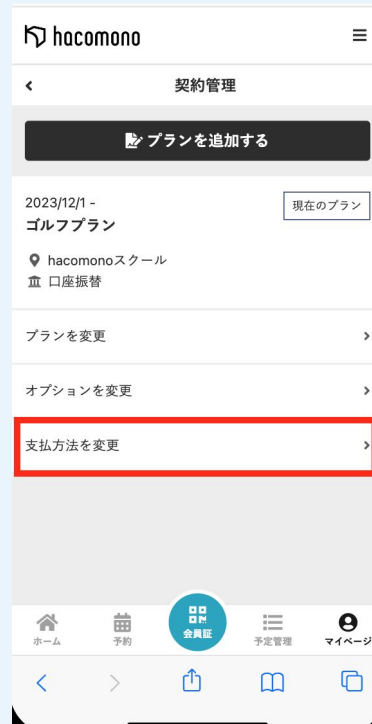 hacomono
契約管理
プランを追加する
2023/12/1 -
現在のプラン
ゴルフプラン
hacomonoスクール
口座振替
プランを変更
オプションを変更
支払方法を変更
ホーム
予約
会員証
予定管理
マイページ